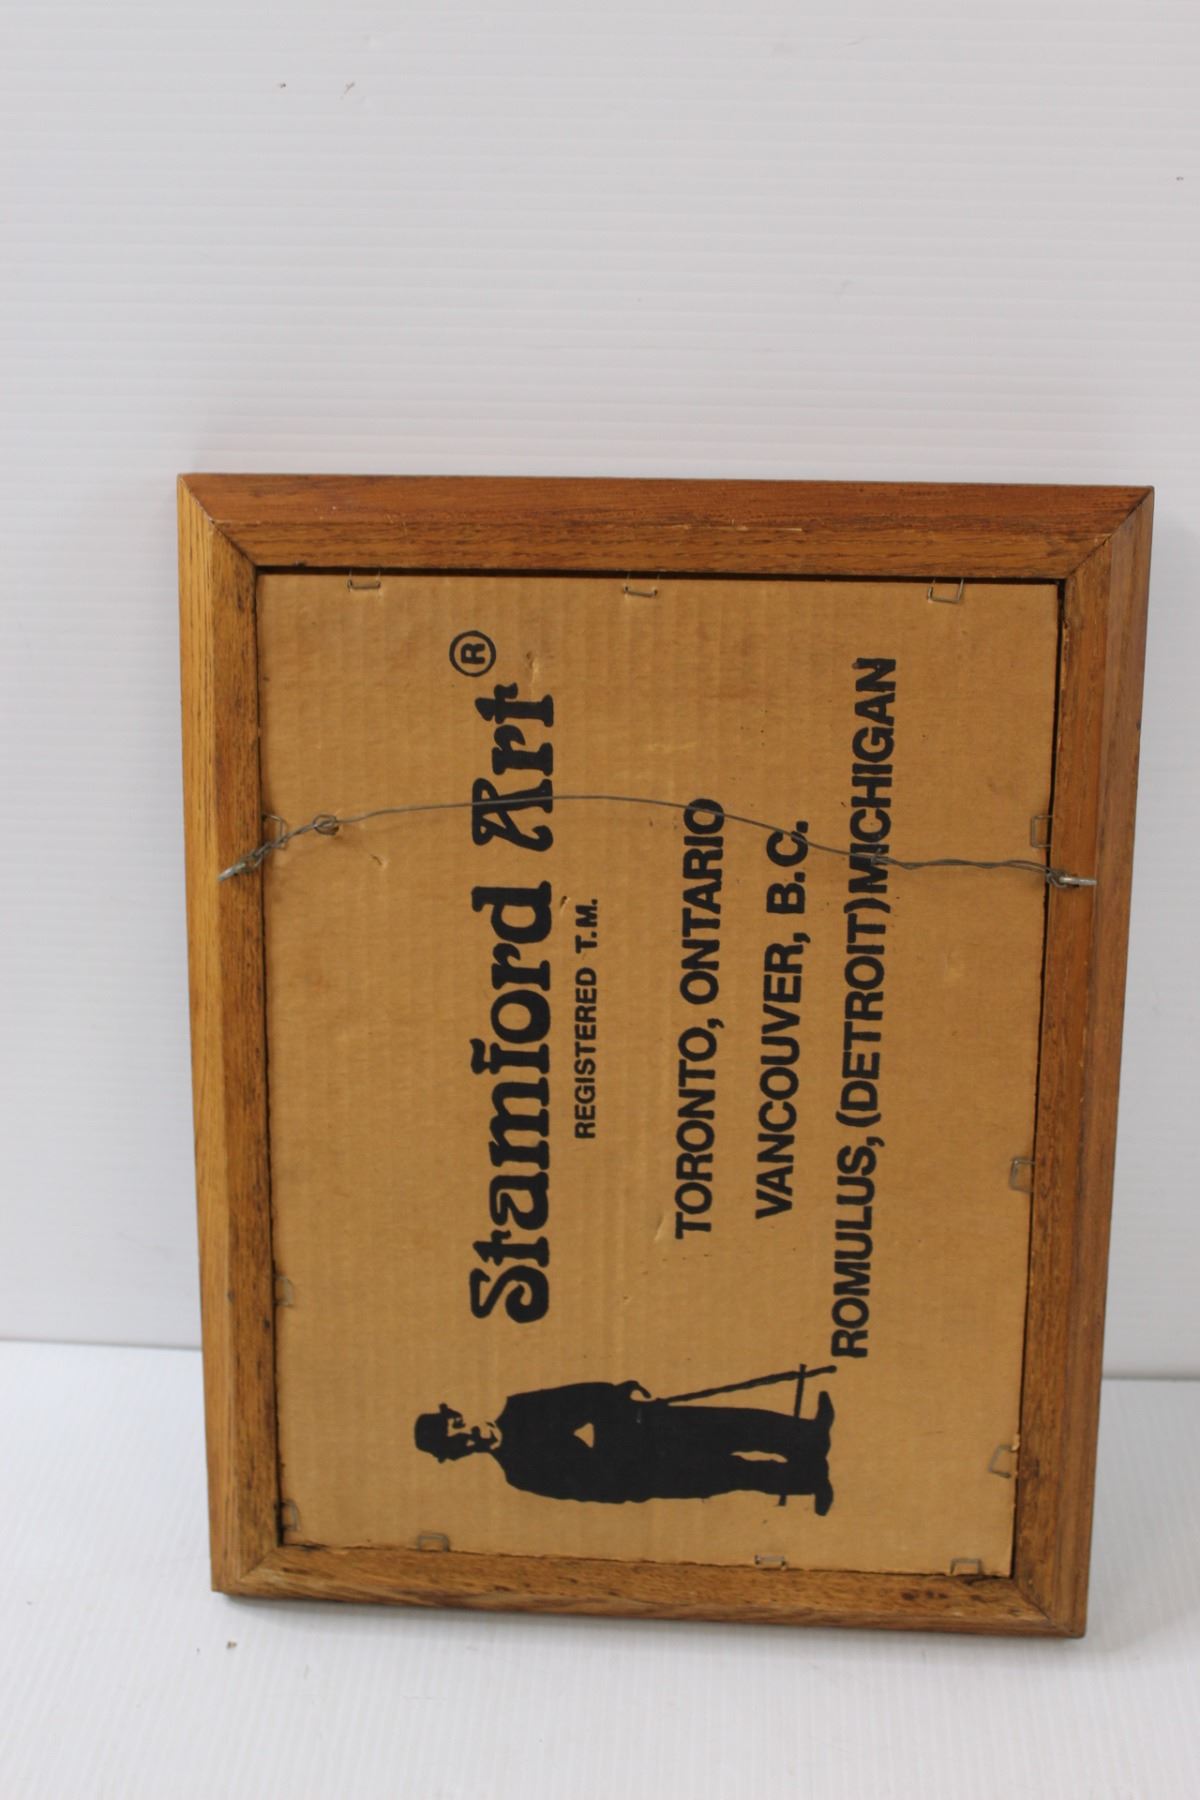 Stamford Art ®
REGISTERED T.M.
TORONTO, ONTARIO
VANCOUVER, B.C.
ROMULUS, (DETROIT) MICHIGAN